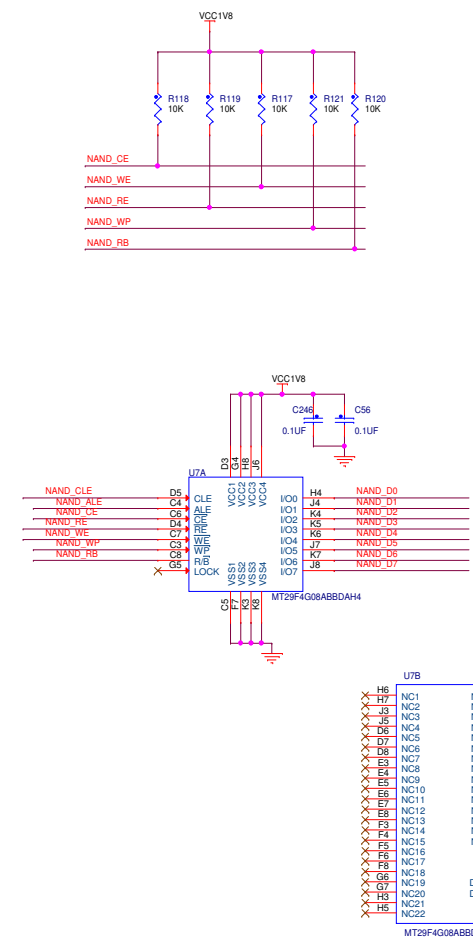 VCC1V8
R118 R119 R117 R121 R120
10K 10K 10K 10K 10K
NAND_CE
NAND_WE
NAND_RE
NAND_WP
NAND_RB
VCC1V8
C246 C56
0.1UF 0.1UF
D3 G4 H8 J6
U7A
VCC1 VCC2 VCC3 VCC4
NAND_CLE D5 CLE I/O0 H4 NAND_D0
NAND_ALE C4 ALE I/O1 J4 NAND_D1
NAND_CE C6 CE I/O2 K4 NAND_D2
NAND_RE D4 RE I/O3 K5 NAND_D3
NAND_WE C7 WE I/O4 K6 NAND_D4
NAND_WP C3 WP I/O5 J7 NAND_D5
NAND_RB C8 R/B I/O6 K7 NAND_D6
G5 LOCK I/O7 J8 NAND_D7
VSS1 VSS2 VSS3 VSS4
MT29F4G08ABBDAH4
C5 F7 K3 K8
U7B
H6 NC1
H7 NC2
J3 NC3
J5 NC4
D6 NC5
D7 NC6
D8 NC7
E3 NC8
E4 NC9
E5 NC10
E6 NC11
E7 NC12
E8 NC13
F3 NC14
F4 NC15
F5 NC16
F6 NC17
F8 NC18
G6 NC19
G7 NC20
H3 NC21
H5 NC22